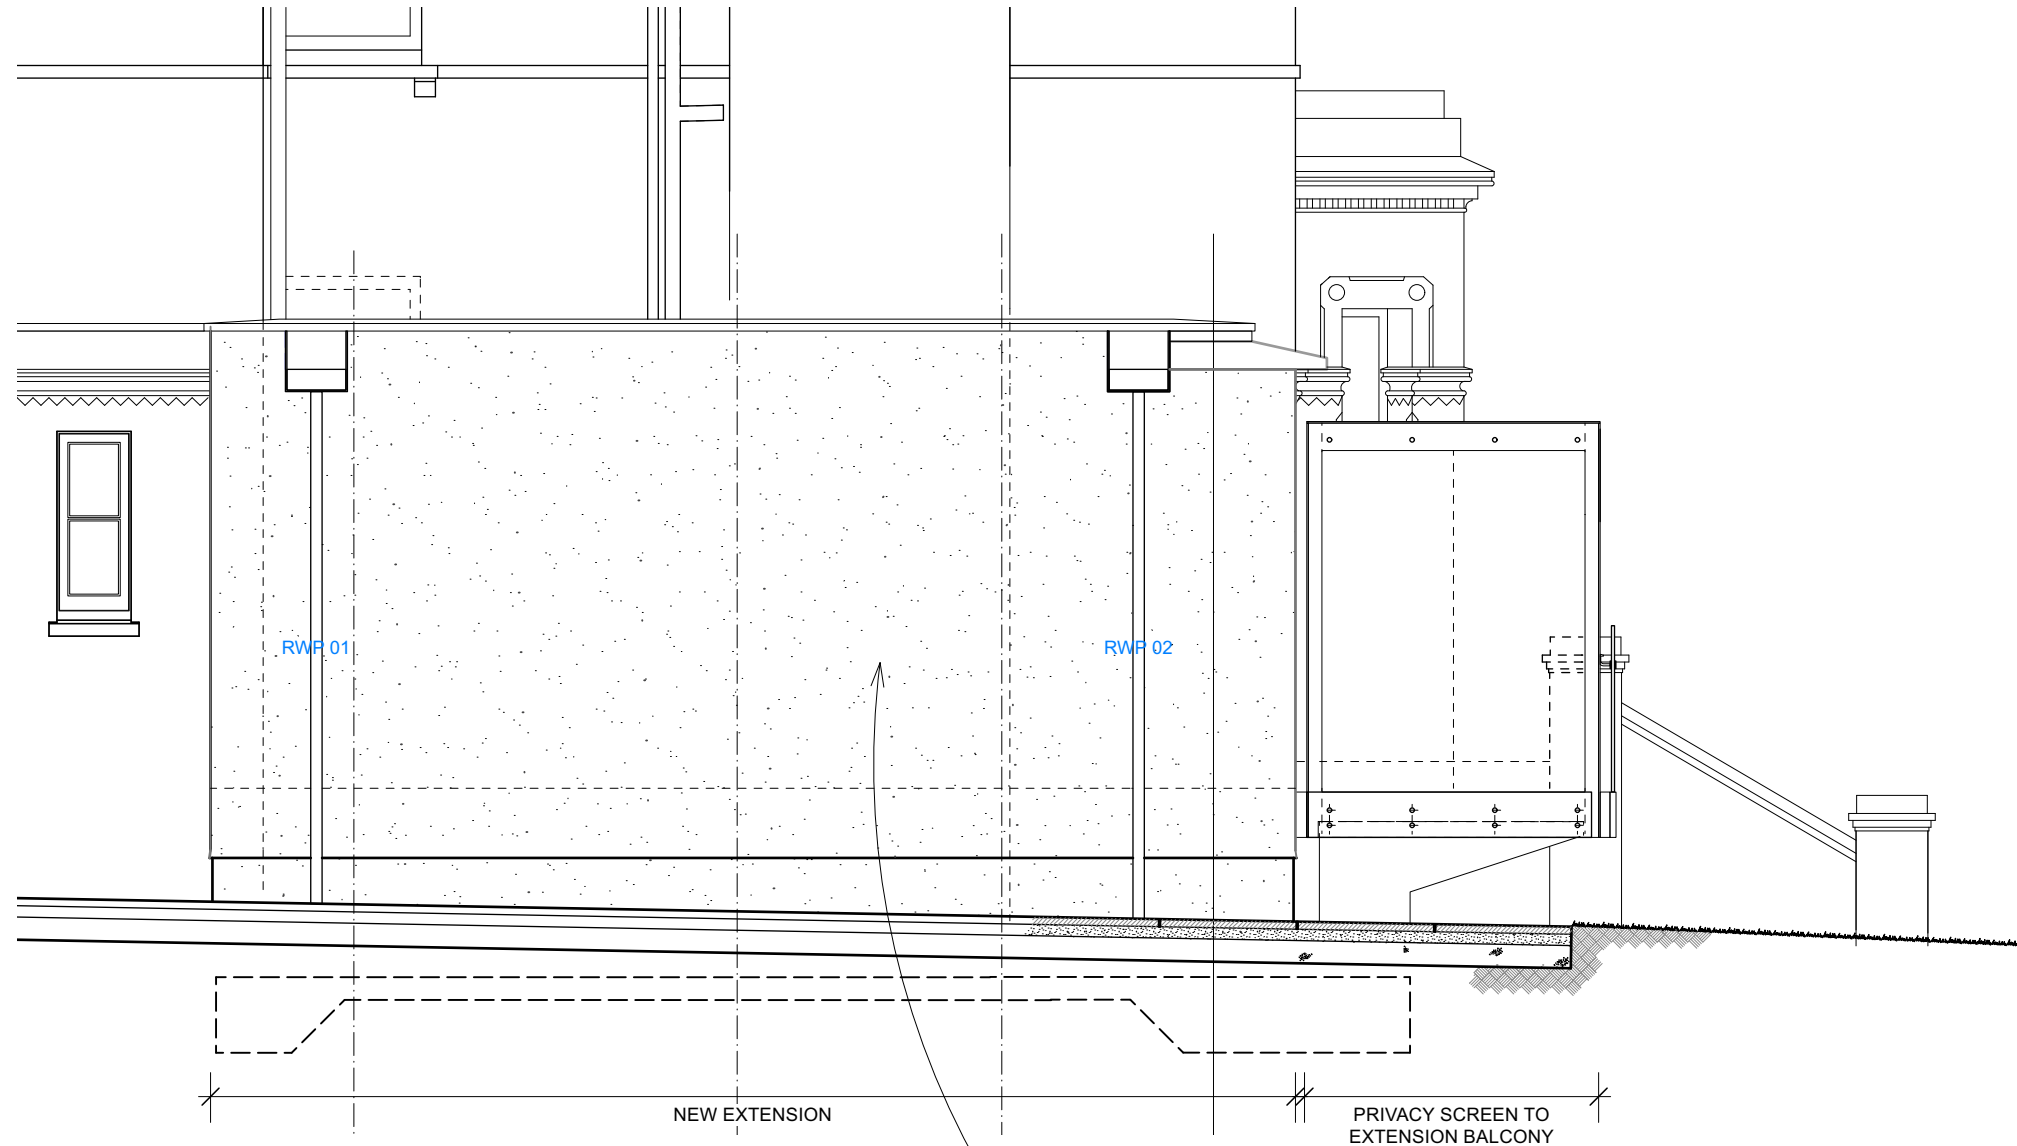 RWP 01
RWP 02
NEW EXTENSION
PRIVACY SCREEN TO
EXTENSION BALCONY